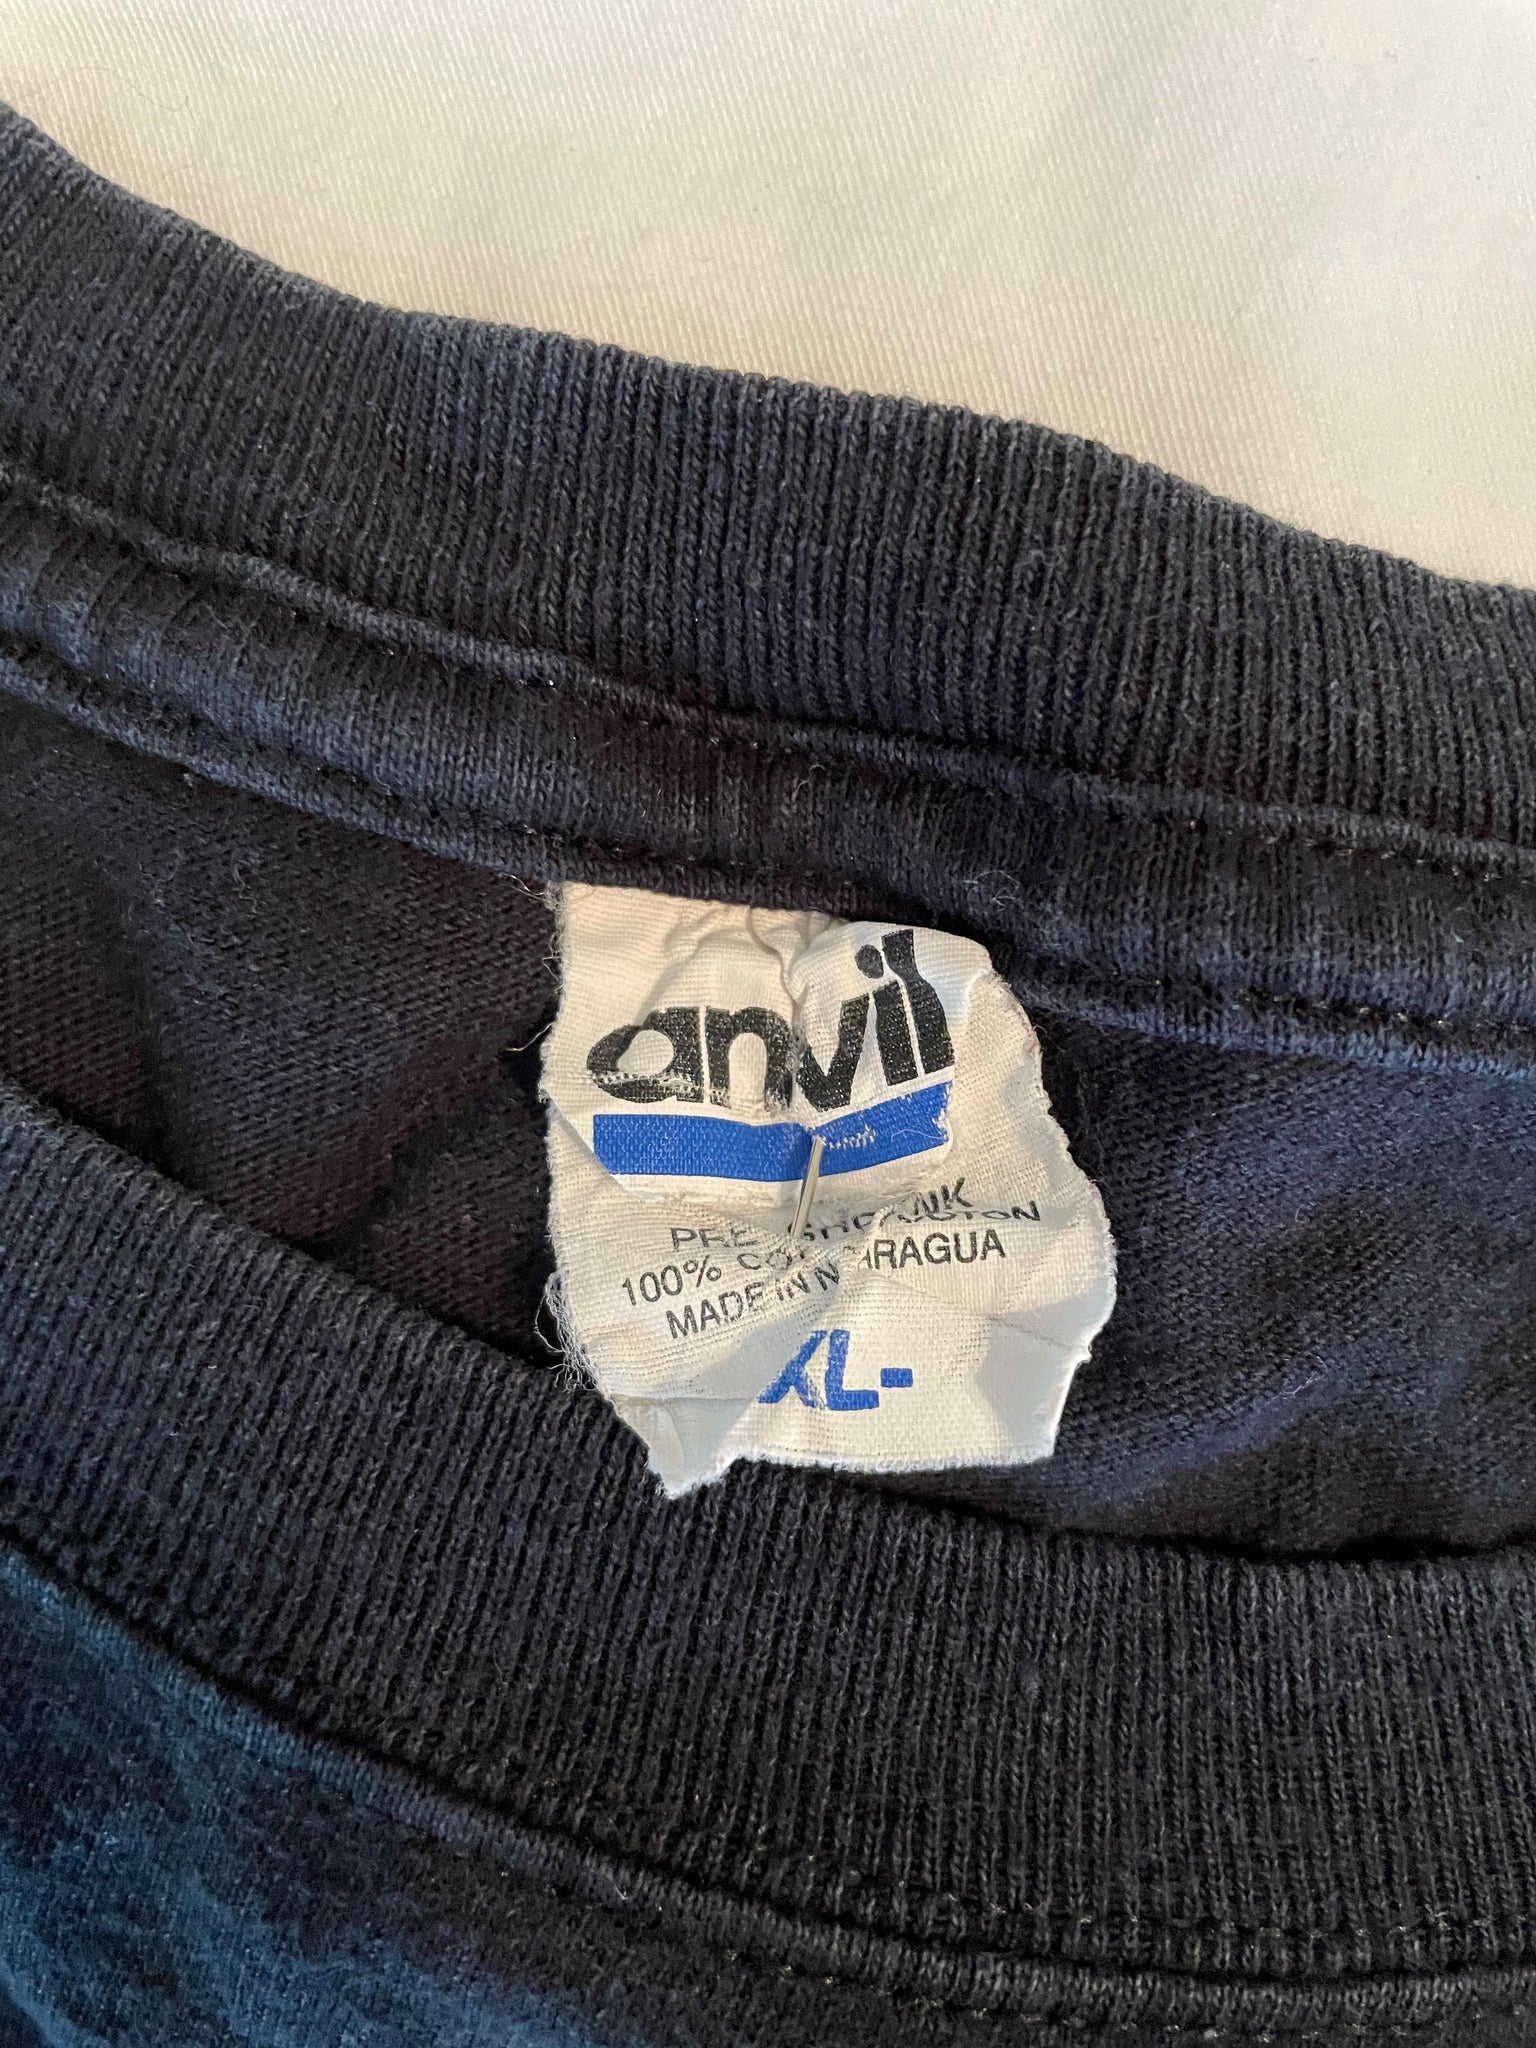 anvil
PRE-SHRUNK
100% COTTON
MADE IN NICARAGUA
XL-